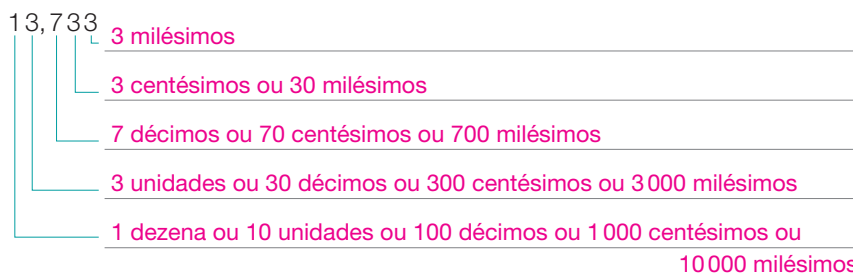 13,733
3 milésimos
3 centésimos ou 30 milésimos
7 décimos ou 70 centésimos ou 700 milésimos
3 unidades ou 30 décimos ou 300 centésimos ou 3 000 milésimos
1 dezena ou 10 unidades ou 100 décimos ou 1 000 centésimos ou
10 000 milésimos